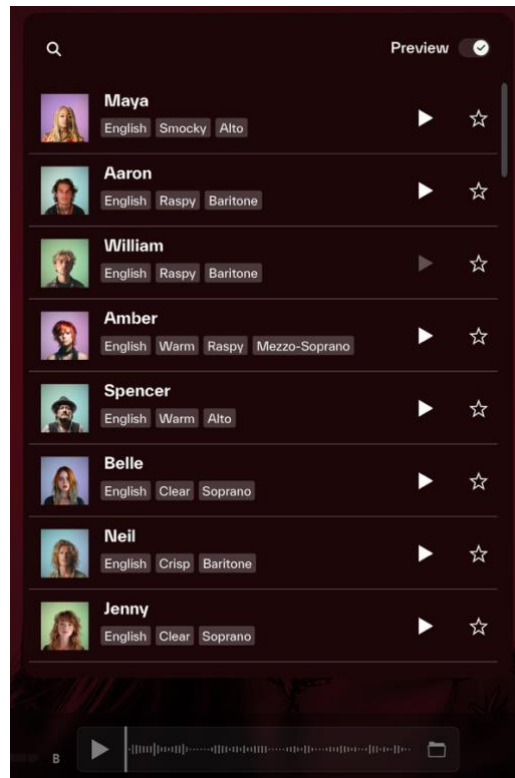 Preview
Maya
English Smocky Alto
Aaron
English Raspy Baritone
William
English Raspy Baritone
Amber
English Warm Raspy Mezzo-Soprano
Spencer
English Warm Alto
Belle
English Clear Soprano
Neil
English Crisp Baritone
Jenny
English Clear Soprano
B